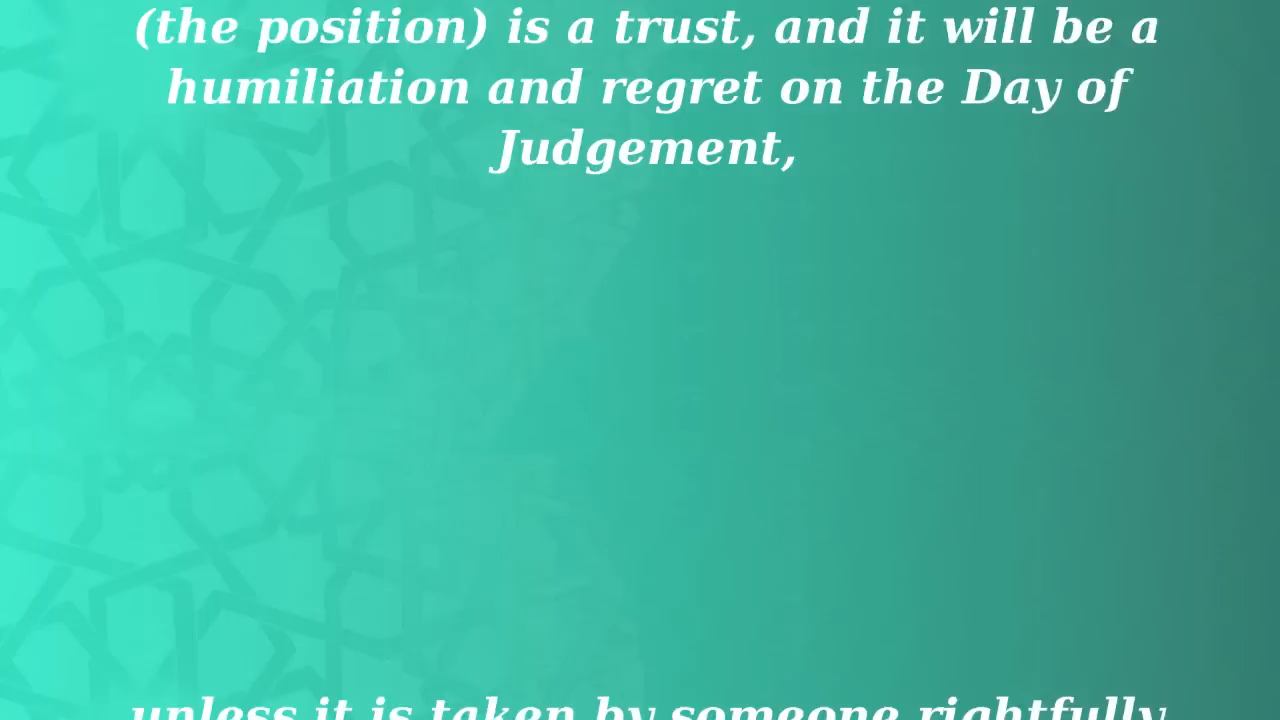 (the position) is a trust, and it will be a
humiliation and regret on the Day of
Judgement,
unless it is taken by someone rightfully